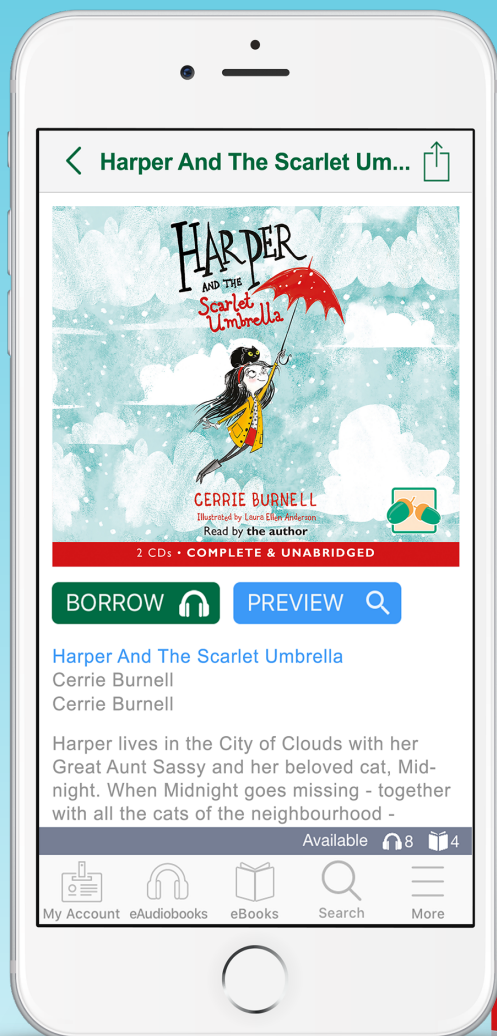 Harper And The Scarlet Um...
HARPER
AND THE
Scarlet
Umbrella
CERRIE BURNELL
Illustrated by Laura Ellen Anderson
Read by the author
2 CDs • COMPLETE & UNABRIDGED
BORROW
PREVIEW
Harper And The Scarlet Umbrella
Cerrie Burnell
Cerrie Burnell
Harper lives in the City of Clouds with her
Great Aunt Sassy and her beloved cat, Mid-
night. When Midnight goes missing - together
with all the cats of the neighbourhood -
Available 8 4
My Account eAudiobooks eBooks Search More